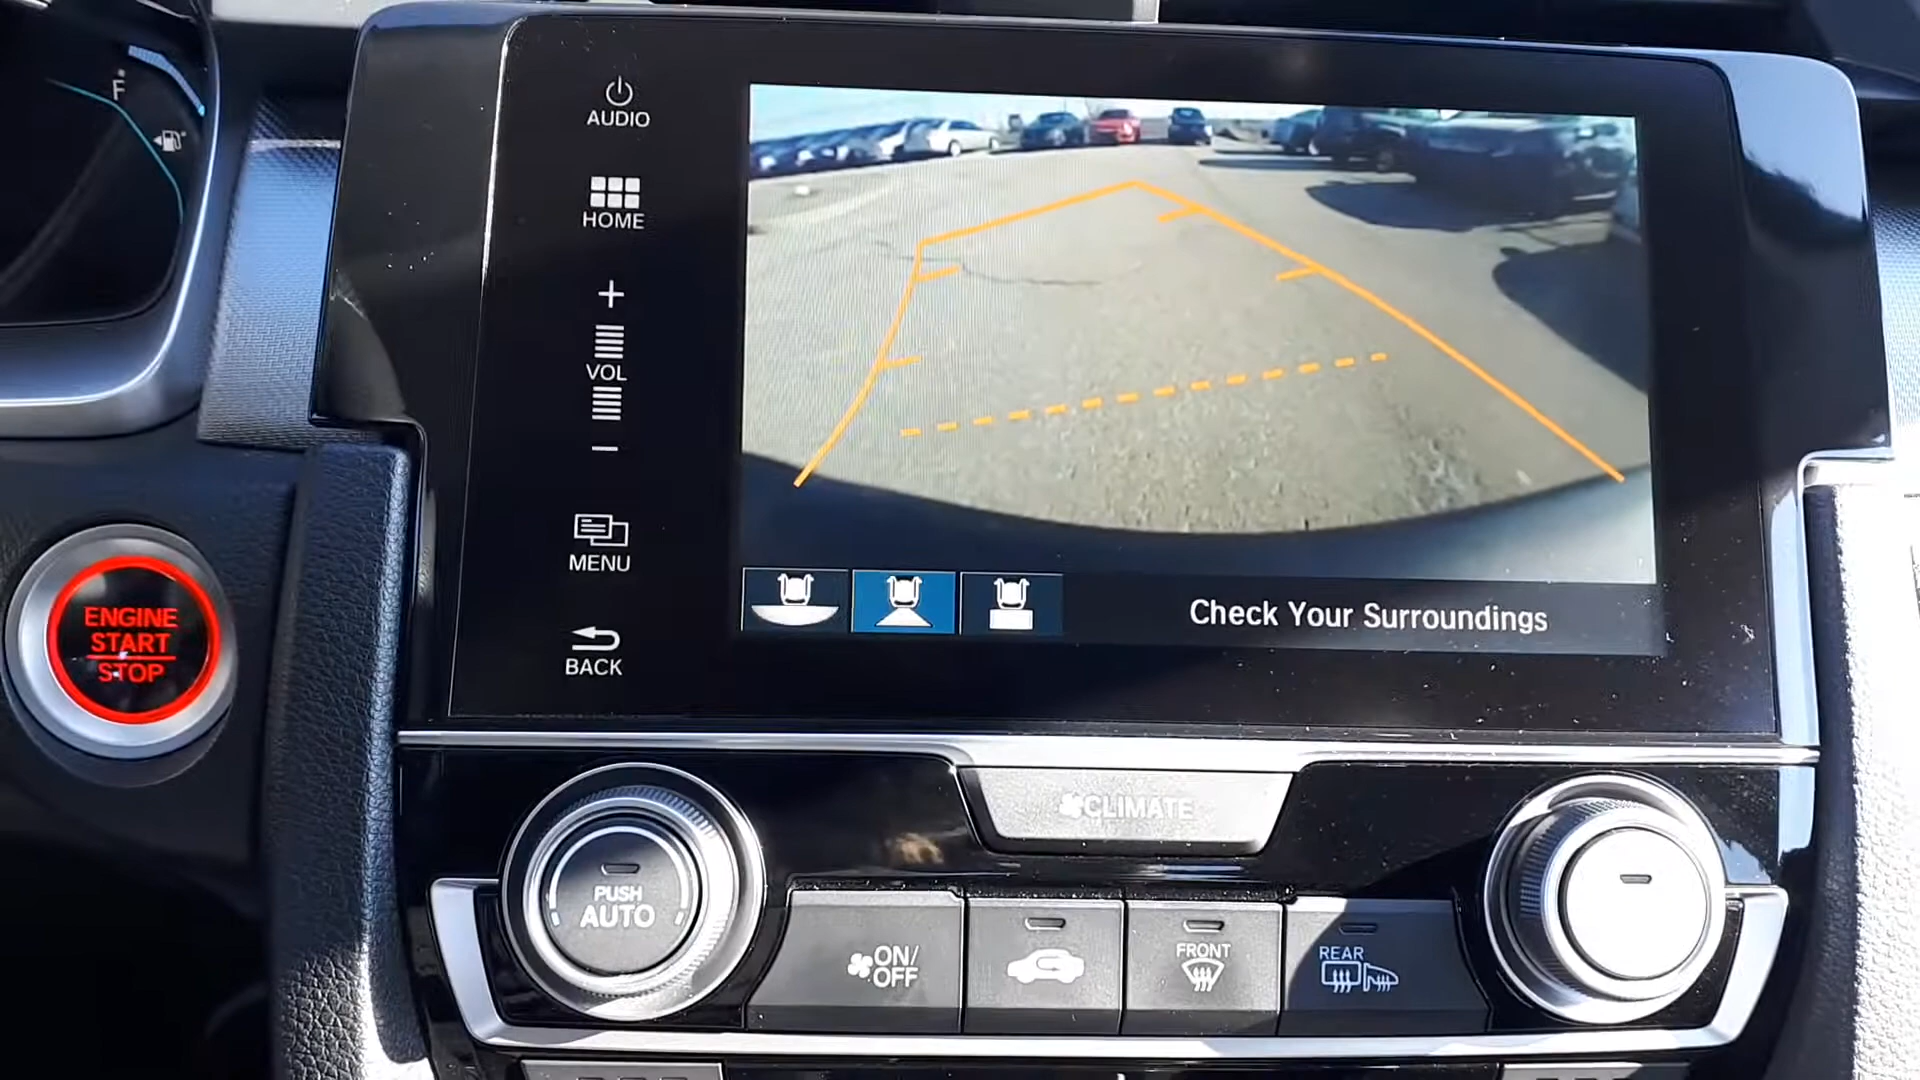 F
AUDIO
HOME
+
VOL
−
MENU
BACK
Check Your Surroundings
ENGINE
START
STOP
CLIMATE
PUSH
AUTO
ON/
OFF
FRONT
REAR